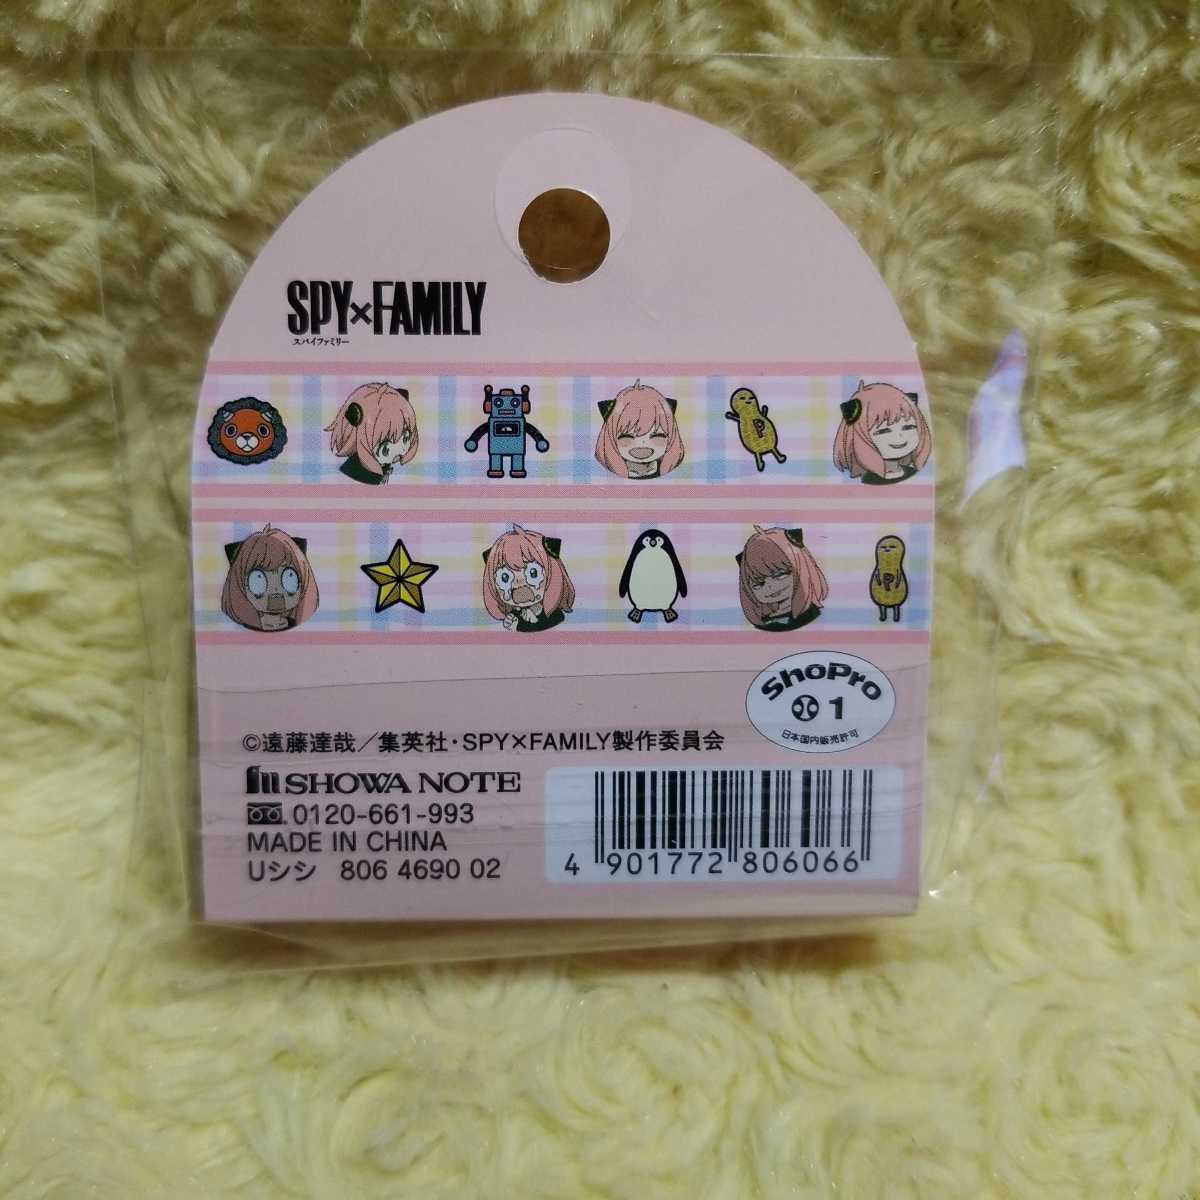 SPY×FAMILY
スパイファミリー
P
P
ShoPro
1
日本国内販売許可
©遠藤達哉／集英社・SPY×FAMILY製作委員会
SHOWA NOTE
0120-661-993
MADE IN CHINA
Uシシ 806 4690 02
4 901772 806066